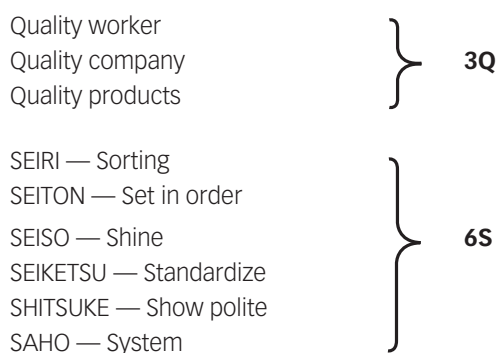 Quality worker
Quality company
3Q
Quality products
SEIRI — Sorting
SEITON — Set in order
SEISO — Shine
6S
SEIKETSU — Standardize
SHITSUKE — Show polite
SAHO — System